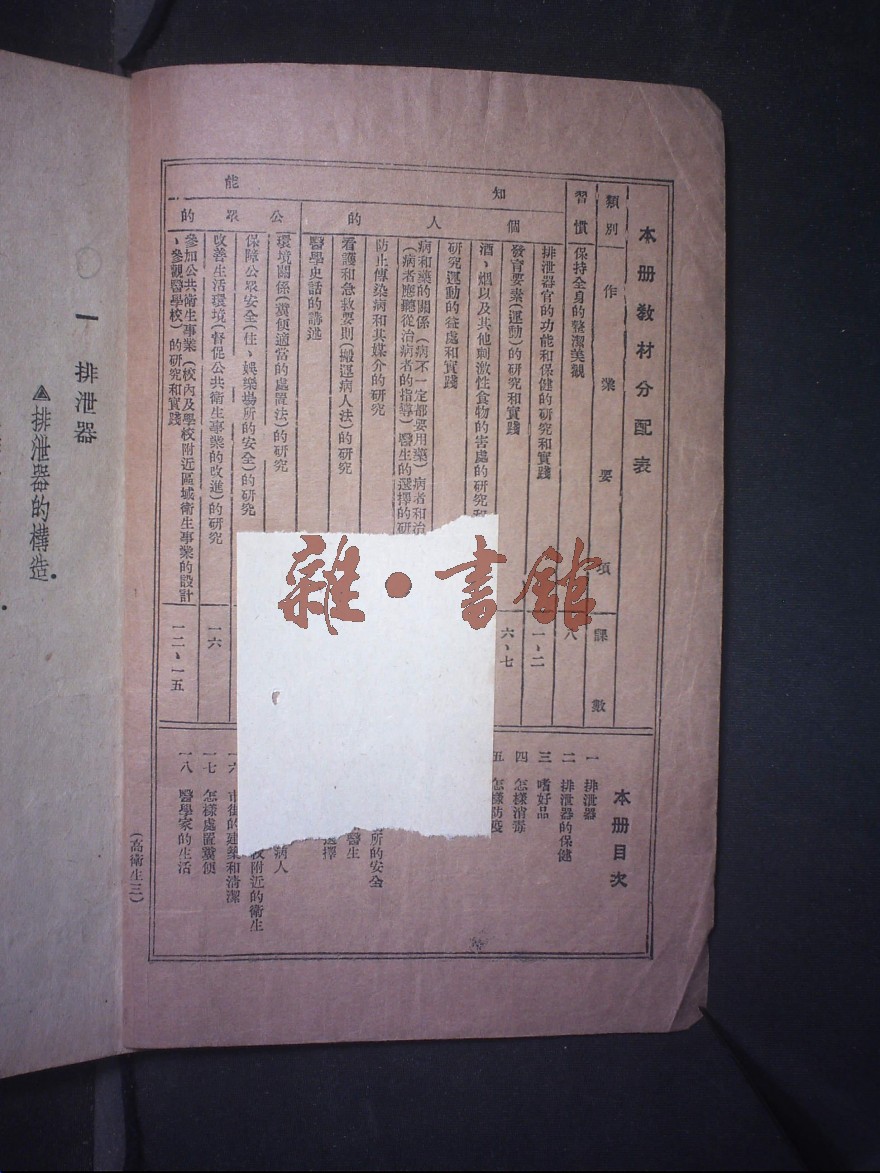 本册教材分配表
類別 作業要項 課數
習慣 保持全身的整潔美觀 八
知能
個人的
排泄器官的功能和保健的研究和實踐 一、二
發育要素(運動)的研究和實踐
酒、烟以及其他刺激性食物的害處的研究 六、七
研究運動的益處和實踐
病和藥的關係(病不一定都要用藥)病者和治
(病者應聽從治病者的指導)醫生的選擇的研
防止傳染病和其媒介的研究
看護和急救要則(搬運病人法)的研究
醫學史話的講述
公眾的
環境關係(糞便適當的處置法)的研究
保障公眾安全(住、娛樂場所的安全)的研究
改善生活環境(督促公共衛生事業的改進)的研究 一六
參加公共衛生事業(校內及學校附近區域衛生事業的設計
、參觀醫學校)的研究和實踐 一二、一五
本册目次
一 排泄器
二 排泄器的保健
三 嗜好品
四 怎樣消毒
五 怎樣防疫
所的安全
醫生
選擇
病人
校附近的衛生
一六 市街的建築和清潔
一七 怎樣處置糞便
一八 醫學家的生活
(高衛生三)
雜·書館
一 排泄器
▲排泄器的構造.